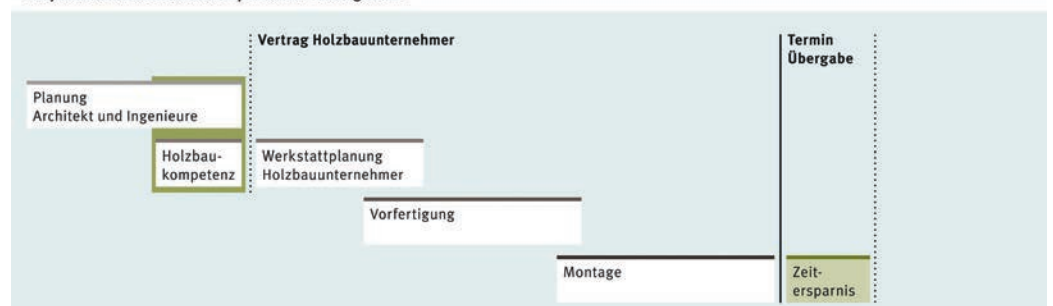 Vertrag Holzbauunternehmer
Termin
Übergabe
Planung
Architekt und Ingenieure
Holzbau-
kompetenz
Werkstattplanung
Holzbauunternehmer
Vorfertigung
Montage
Zeit-
ersparnis